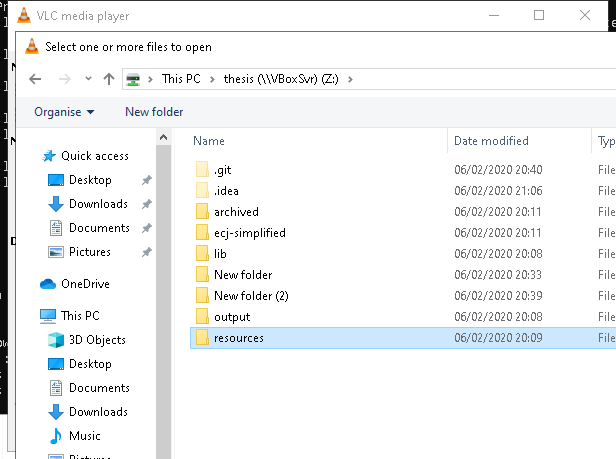 VLC media player
Select one or more files to open
This PC > thesis (\\VBoxSvr) (Z:) >
Organise New folder
Name Date modified
Quick access
Desktop
Downloads
Documents
Pictures
OneDrive
This PC
3D Objects
Desktop
Documents
Downloads
Music
.git 06/02/2020 20:40 File
.idea 06/02/2020 21:06 File
archived 06/02/2020 20:11 File
ecj-simplified 06/02/2020 20:11 File
lib 06/02/2020 20:08 File
New folder 06/02/2020 20:33 File
New folder (2) 06/02/2020 20:39 File
output 06/02/2020 20:08 File
resources 06/02/2020 20:09 File